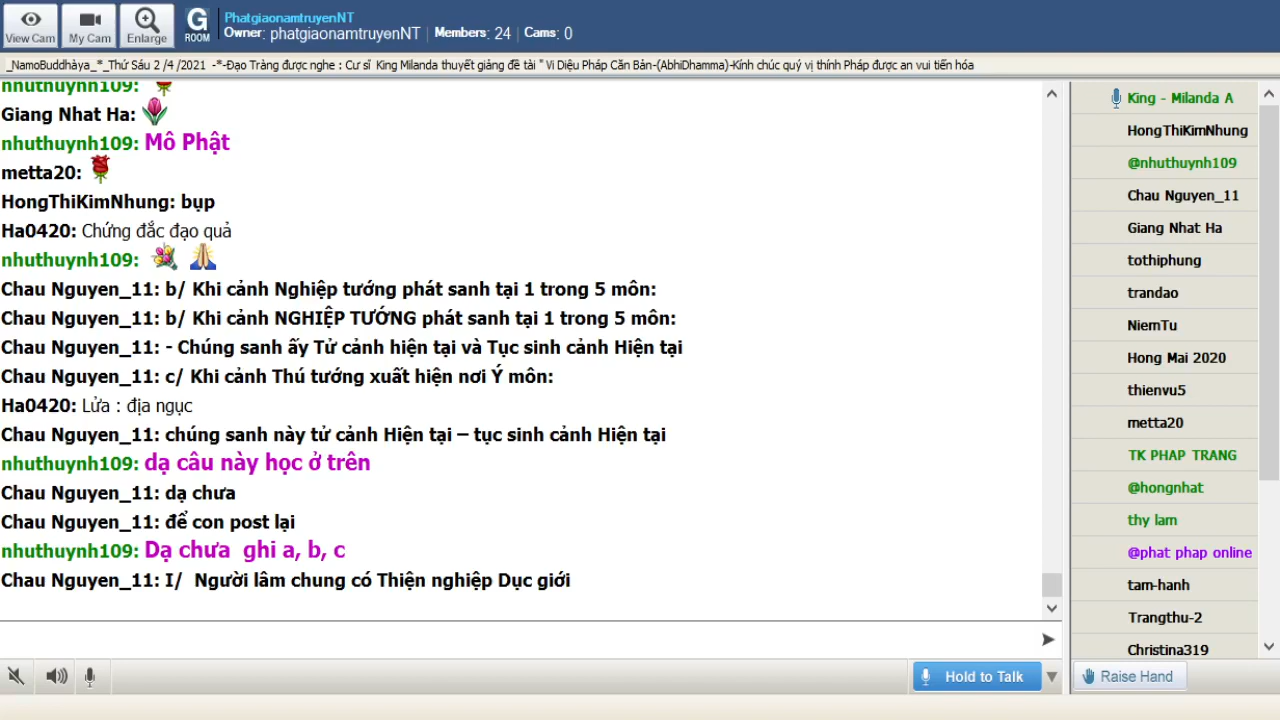 View Cam
My Cam
Enlarge
G
ROOM
PhatgiaonamtruyenNT
Owner: phatgiaonamtruyenNT | Members: 24 | Cams: 0
_NamoBuddhàya_*_Thứ Sáu 2 /4 /2021 -*-Đạo Tràng được nghe : Cư sĩ King Milanda thuyết giảng đề tài " Vi Diệu Pháp Căn Bản-(AbhiDhamma)-Kính chúc quý vị thính Pháp được an vui tiến hóa
nhuthuynh109:
Giang Nhat Ha:
nhuthuynh109: Mô Phật
metta20:
HongThiKimNhung: bụp
Ha0420: Chứng đắc đạo quả
nhuthuynh109:
Chau Nguyen_11: b/ Khi cảnh Nghiệp tướng phát sanh tại 1 trong 5 môn:
Chau Nguyen_11: b/ Khi cảnh NGHIỆP TƯỚNG phát sanh tại 1 trong 5 môn:
Chau Nguyen_11: - Chúng sanh ấy Tử cảnh hiện tại và Tục sinh cảnh Hiện tại
Chau Nguyen_11: c/ Khi cảnh Thú tướng xuất hiện nơi Ý môn:
Ha0420: Lửa : địa ngục
Chau Nguyen_11: chúng sanh này tử cảnh Hiện tại – tục sinh cảnh Hiện tại
nhuthuynh109: dạ câu này học ở trên
Chau Nguyen_11: dạ chưa
Chau Nguyen_11: để con post lại
nhuthuynh109: Dạ chưa ghi a, b, c
Chau Nguyen_11: I/ Người lâm chung có Thiện nghiệp Dục giới
King - Milanda A
HongThiKimNhung
@nhuthuynh109
Chau Nguyen_11
Giang Nhat Ha
tothiphung
trandao
NiemTu
Hong Mai 2020
thienvu5
metta20
TK PHAP TRANG
@hongnhat
thy lam
@phat phap online
tam-hanh
Trangthu-2
Christina319
Hold to Talk
Raise Hand